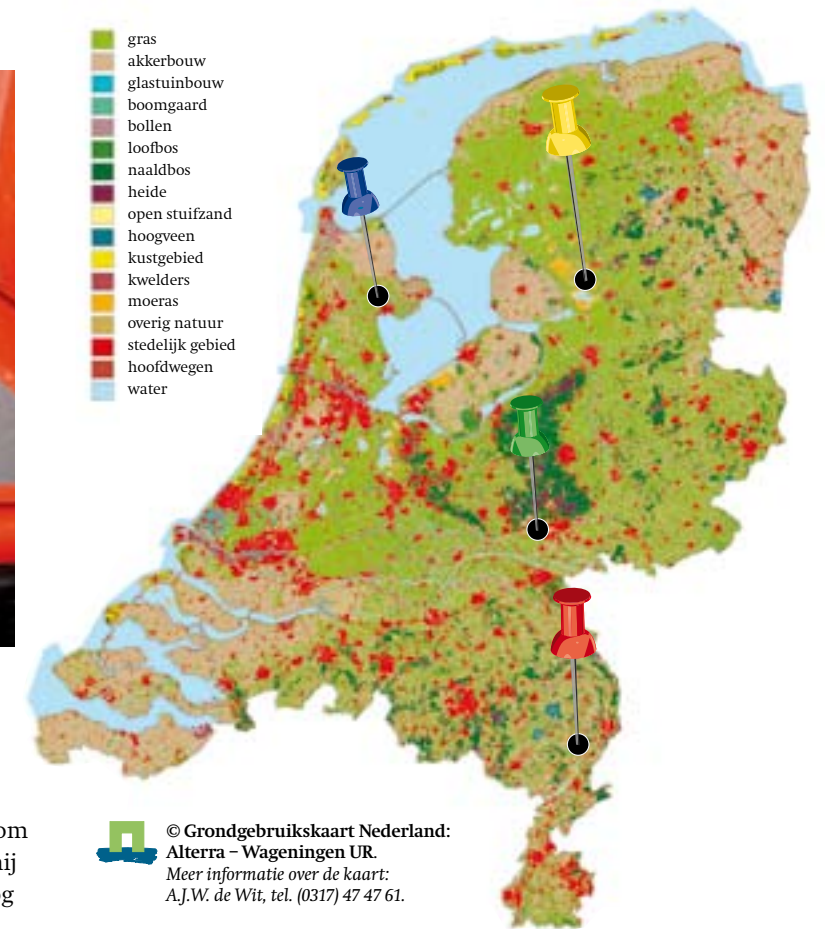 gras
akkerbouw
glastuinbouw
boomgaard
bollen
loofbos
naaldbos
heide
open stuifzand
hoogveen
kustgebied
kwelders
moeras
overig natuur
stedelijk gebied
hoofdwegen
water
om
© Grondgebruikskaart Nederland:
Alterra – Wageningen UR.
Meer informatie over de kaart:
A.J.W. de Wit, tel. (0317) 47 47 61.